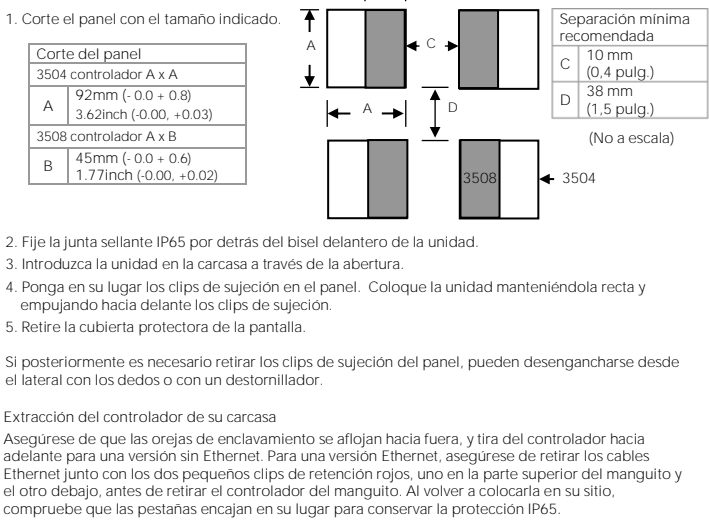 1. Corte el panel con el tamaño indicado.
Corte del panel
3504 controlador A x A
A
92mm (- 0.0 + 0.8)
3.62inch (-0.00, +0.03)
3508 controlador A x B
B
45mm (- 0.0 + 0.6)
1.77inch (-0.00, +0.02)
A
C
A
D
3508
3504
Separación mínima
recomendada
C
10 mm
(0,4 pulg.)
D
38 mm
(1,5 pulg.)
(No a escala)
2. Fije la junta sellante IP65 por detrás del bisel delantero de la unidad.
3. Introduzca la unidad en la carcasa a través de la abertura.
4. Ponga en su lugar los clips de sujeción en el panel. Coloque la unidad manteniéndola recta y
empujando hacia delante los clips de sujeción.
5. Retire la cubierta protectora de la pantalla.
Si posteriormente es necesario retirar los clips de sujeción del panel, pueden desengancharse desde
el lateral con los dedos o con un destornillador.
Extracción del controlador de su carcasa
Asegúrese de que las orejas de enclavamiento se aflojan hacia fuera, y tira del controlador hacia
adelante para una versión sin Ethernet. Para una versión Ethernet, asegúrese de retirar los cables
Ethernet junto con los dos pequeños clips de retención rojos, uno en la parte superior del manguito y
el otro debajo, antes de retirar el controlador del manguito. Al volver a colocarla en su sitio,
compruebe que las pestañas encajan en su lugar para conservar la protección IP65.